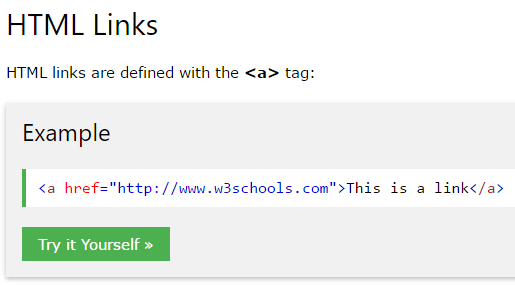 HTML Links
HTML links are defined with the <a> tag:
Example
<a href="http://www.w3schools.com">This is a link</a>
Try it Yourself »